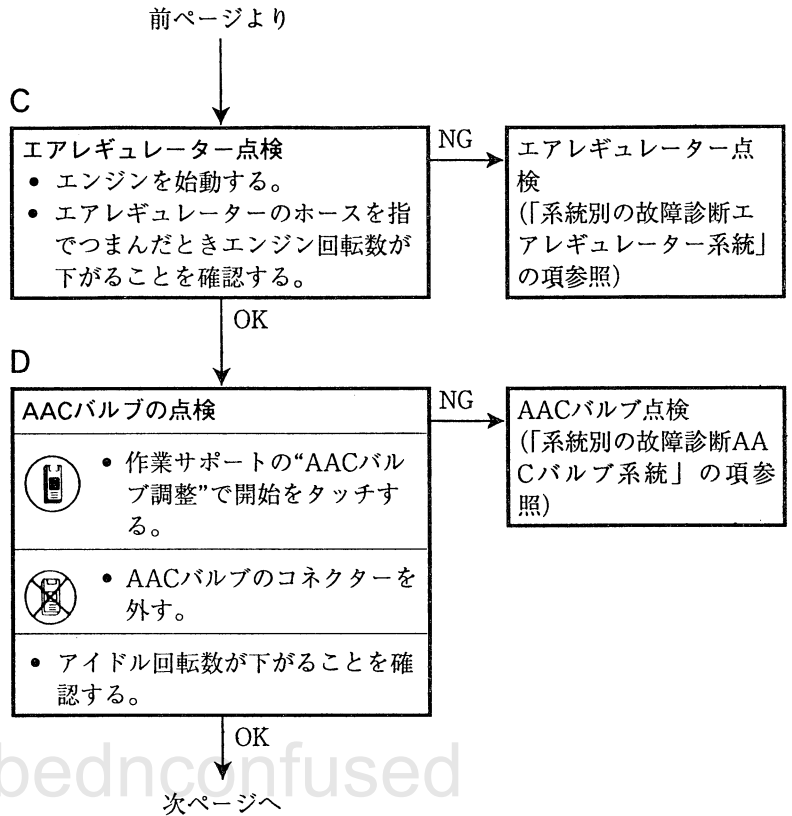 前ページより
C
エアレギュレーター点検
• エンジンを始動する。
• エアレギュレーターのホースを指
でつまんだときエンジン回転数が
下がることを確認する。
NG
エアレギュレーター点
検
(「系統別の故障診断エ
アレギュレーター系統」
の項参照)
OK
D
AACバルブの点検
• 作業サポートの“AACバル
ブ調整”で開始をタッチす
る。
• AACバルブのコネクターを
外す。
• アイドル回転数が下がることを確
認する。
NG
AACバルブ点検
(「系統別の故障診断AA
Cバルブ系統」の項参
照)
OK
bednconfused
次ページへ